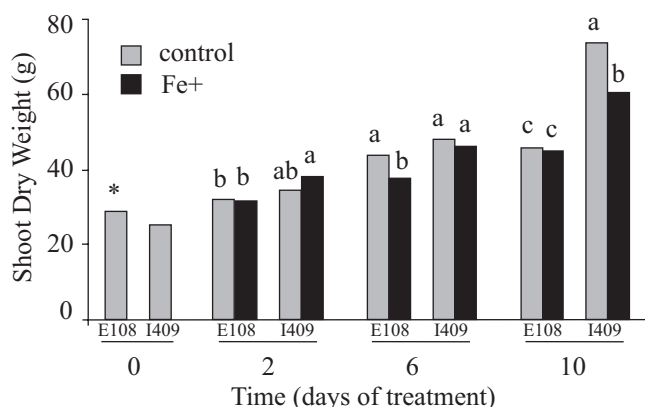 80
60
40
20
0
Shoot Dry Weight (g)
control
Fe+
*
b b ab a
a b a a
c c a b
E108 I409 E108 I409 E108 I409 E108 I409
0 2 6 10
Time (days of treatment)